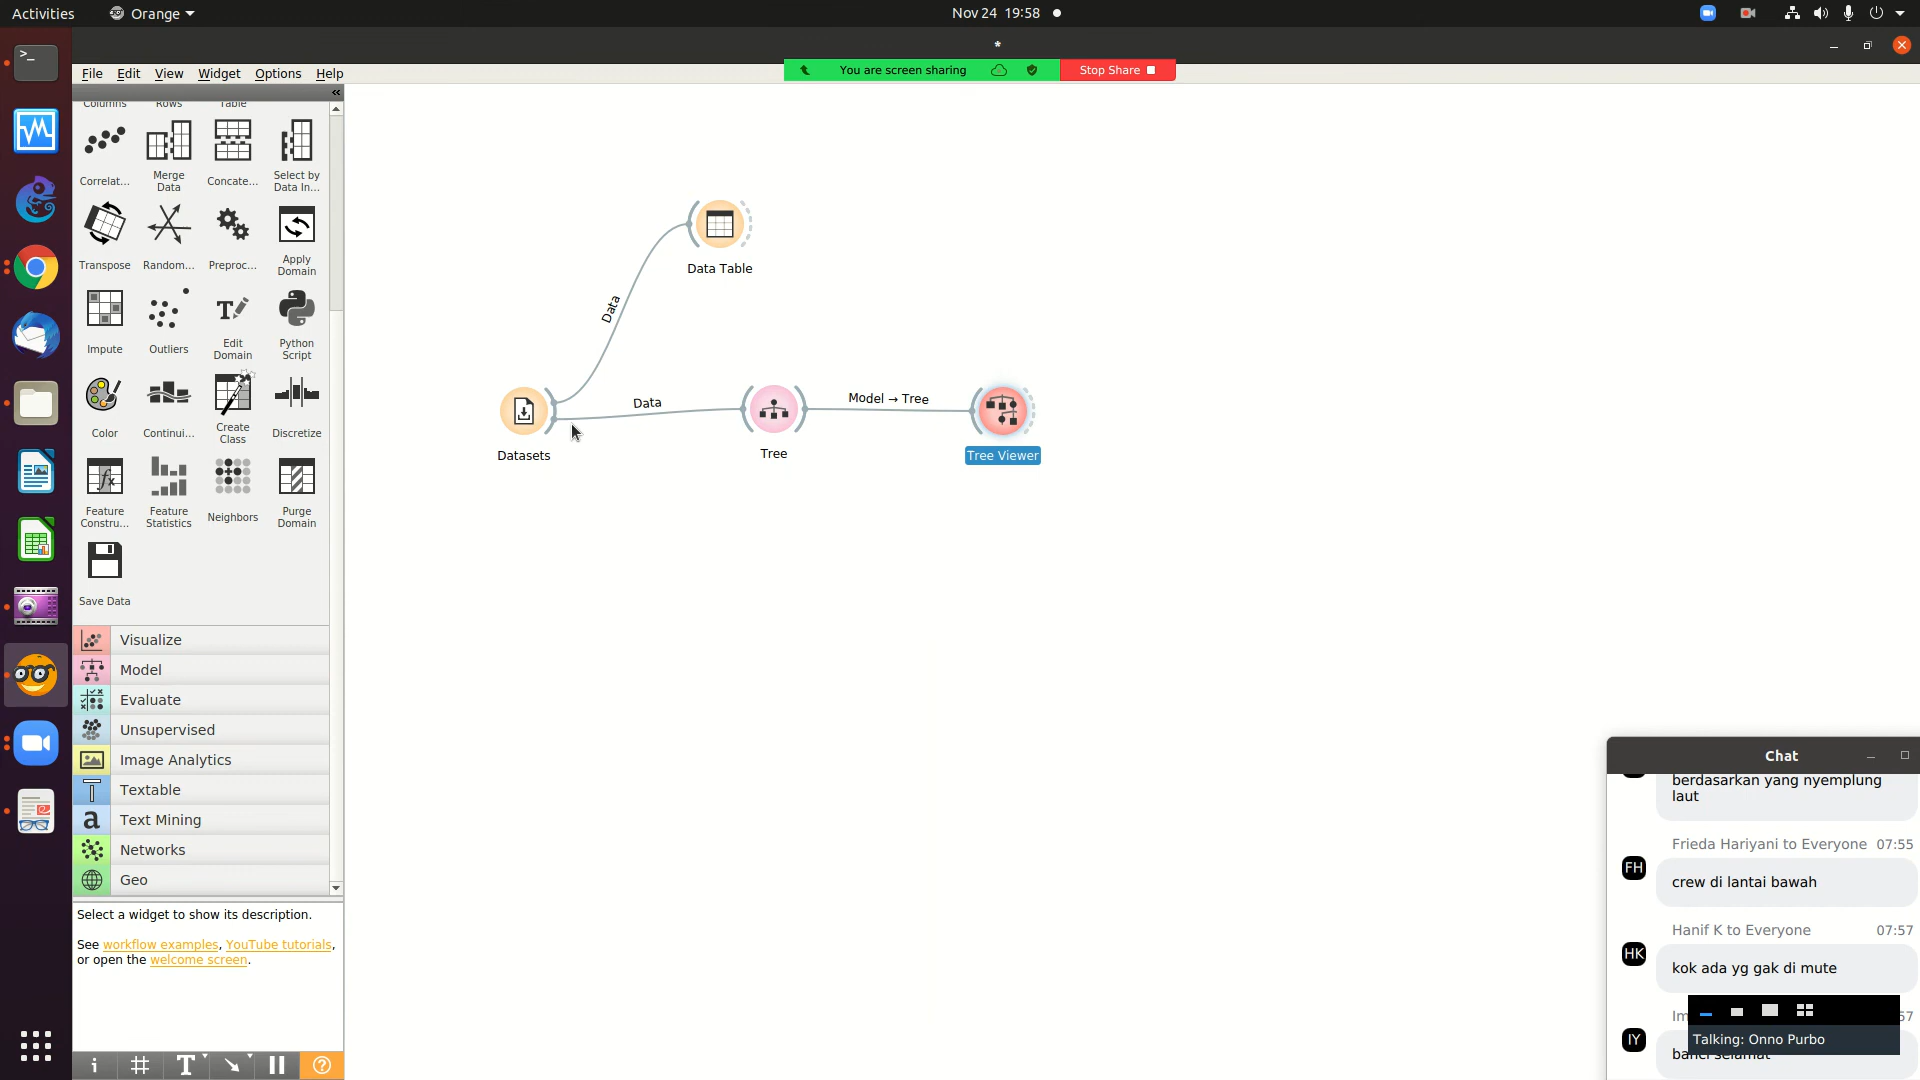 Activities
Orange
Nov 24 19:58
*
File Edit View Widget Options Help
You are screen sharing
Stop Share
Columns
Rows
Table
Correlat...
Merge
Data
Concate...
Select by
Data In...
Transpose
Random...
Preproc...
Apply
Domain
Impute
Outliers
Edit
Domain
Python
Script
Color
Continui...
Create
Class
Discretize
Feature
Constru...
Feature
Statistics
Neighbors
Purge
Domain
Save Data
Visualize
Model
Evaluate
Unsupervised
Image Analytics
Textable
Text Mining
Networks
Geo
Select a widget to show its description.
See workflow examples, YouTube tutorials,
or open the welcome screen.
Data Table
Data
Datasets
Data
Tree
Model → Tree
Tree Viewer
Chat
berdasarkan yang nyemplung
laut
Frieda Hariyani to Everyone 07:55
FH
crew di lantai bawah
Hanif K to Everyone 07:57
HK
kok ada yg gak di mute
IY
Talking: Onno Purbo